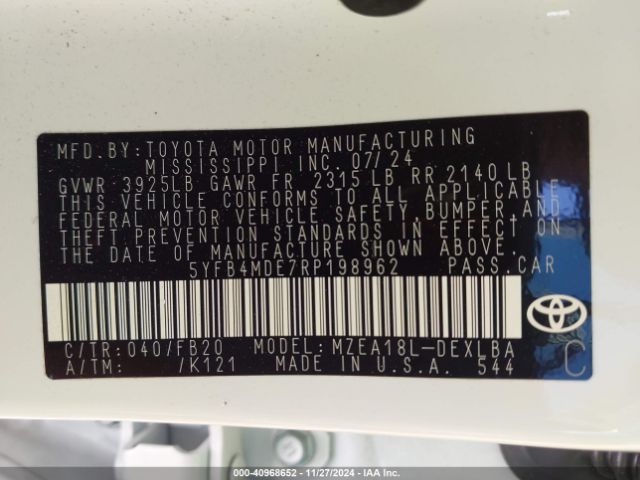 MFD.BY:TOYOTA MOTOR MANUFACTURING
MISSISSIPPI INC. 07/24
GVWR 3925LB GAWR FR 2315 LB RR 2140 LB
THIS VEHICLE CONFORMS TO ALL APPLICABLE
FEDERAL MOTOR VEHICLE SAFETY,BUMPER,AND
THEFT PREVENTION STANDARDS IN EFFECT ON
THE DATE OF MANUFACTURE SHOWN ABOVE.
5YFB4MDE7RP198962 PASS.CAR
C/TR:040/FB20 MODEL:MZEA18L-DEXLBA
A/TM: /K121 MADE IN U.S.A. 544
C
000-40968652 | 11/27/2024 | IAA Inc.